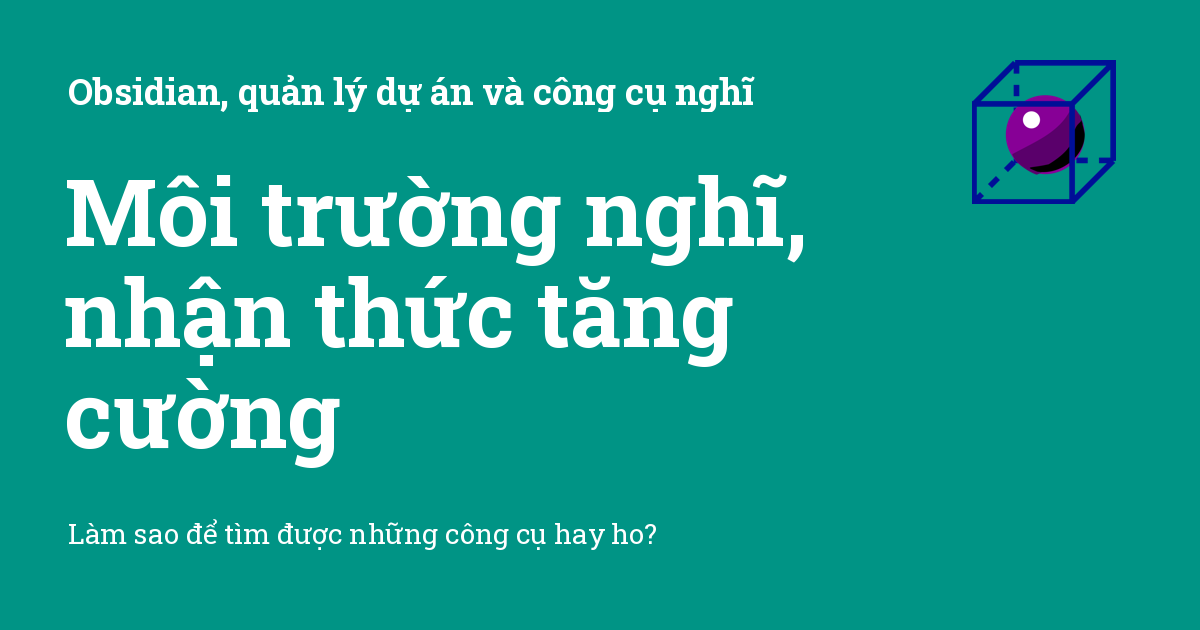 Obsidian, quản lý dự án và công cụ nghĩ
Môi trường nghĩ,
nhận thức tăng
cường
Làm sao để tìm được những công cụ hay ho?